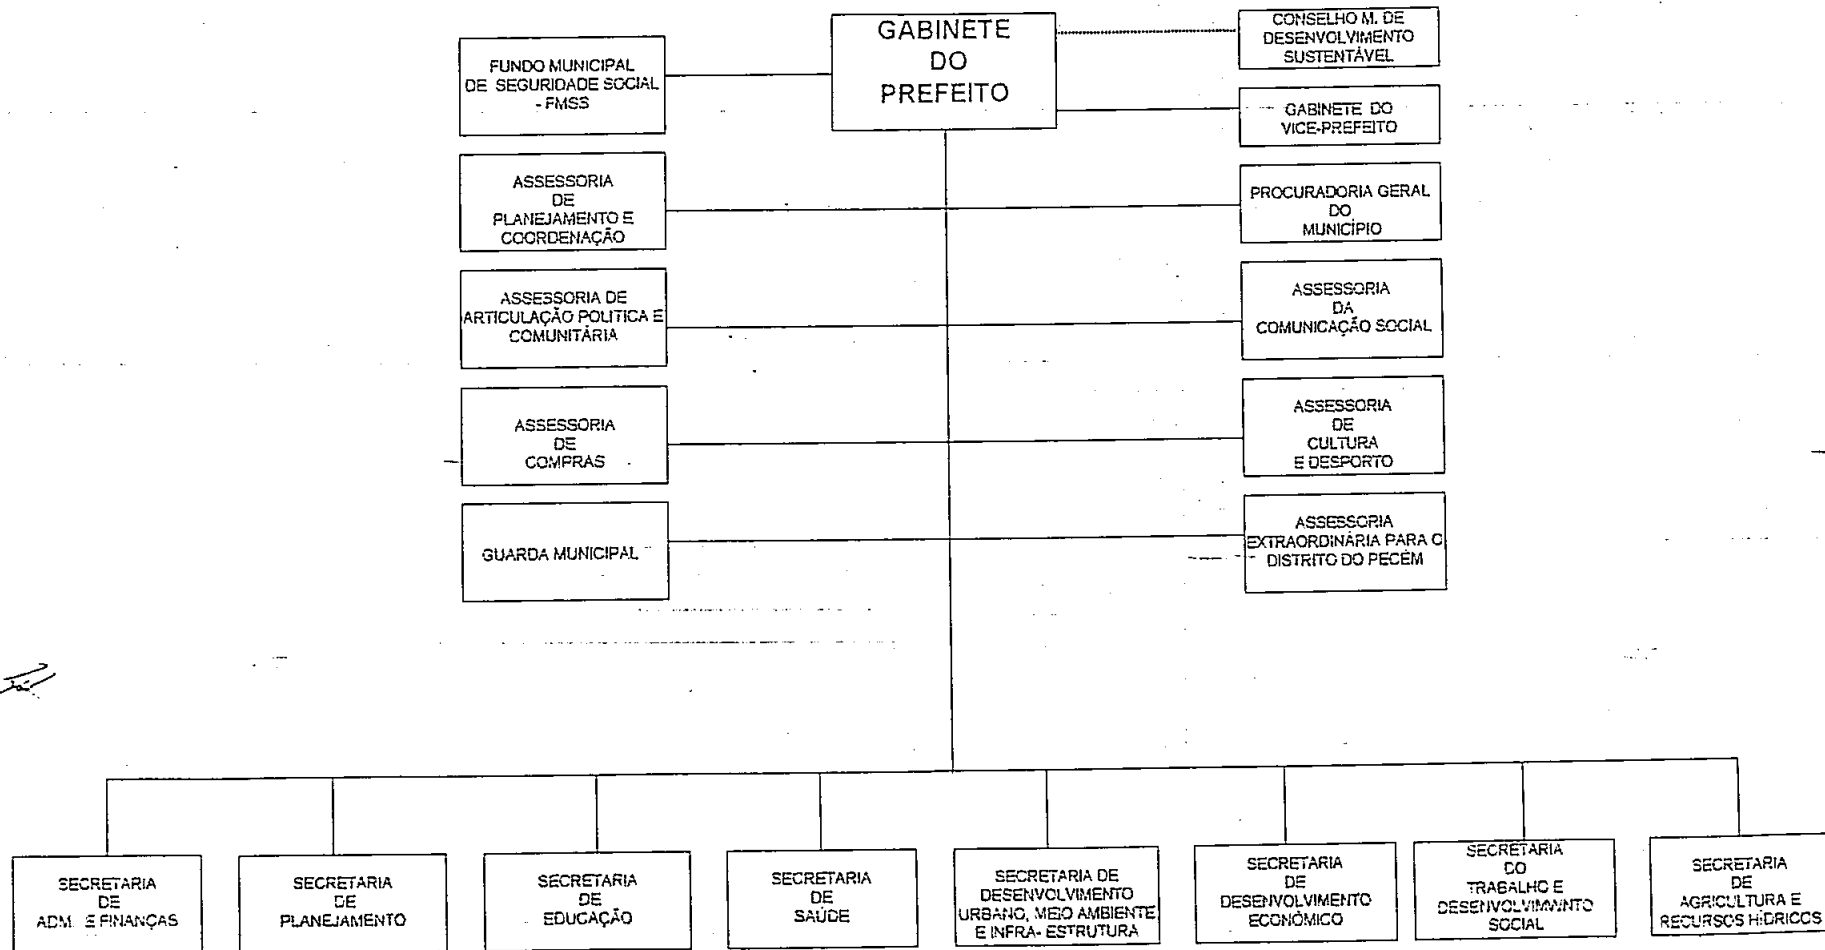 GABINETE
DO
PREFEITO
CONSELHO M. DE
DESENVOLVIMENTO
SUSTENTÁVEL
FUNDO MUNICIPAL
DE SEGURIDADE SOCIAL
- FMSS
GABINETE DO
VICE-PREFEITO
ASSESSORIA
DE
PLANEJAMENTO E
COORDENAÇÃO
PROCURADORIA GERAL
DO
MUNICÍPIO
ASSESSORIA DE
ARTICULAÇÃO POLITICA E
COMUNITÁRIA
ASSESSORIA
DA
COMUNICAÇÃO SOCIAL
ASSESSORIA
DE
COMPRAS
ASSESSORIA
DE
CULTURA
E DESPORTO
GUARDA MUNICIPAL
ASSESSORIA
EXTRAORDINÁRIA PARA O
DISTRITO DO PECÉM
SECRETARIA
DE
ADM. E FINANÇAS
SECRETARIA
DE
PLANEJAMENTO
SECRETARIA
DE
EDUCAÇÃO
SECRETARIA
DE
SAÚDE
SECRETARIA DE
DESENVOLVIMENTO
URBANO, MEIO AMBIENTE
E INFRA- ESTRUTURA
SECRETARIA
DE
DESENVOLVIMENTO
ECONÓMICO
SECRETARIA
DO
TRABALHO E
DESENVOLVIMWNTO
SOCIAL
SECRETARIA
DE
AGRICULTURA E
RECURSOS HÍDRICOS